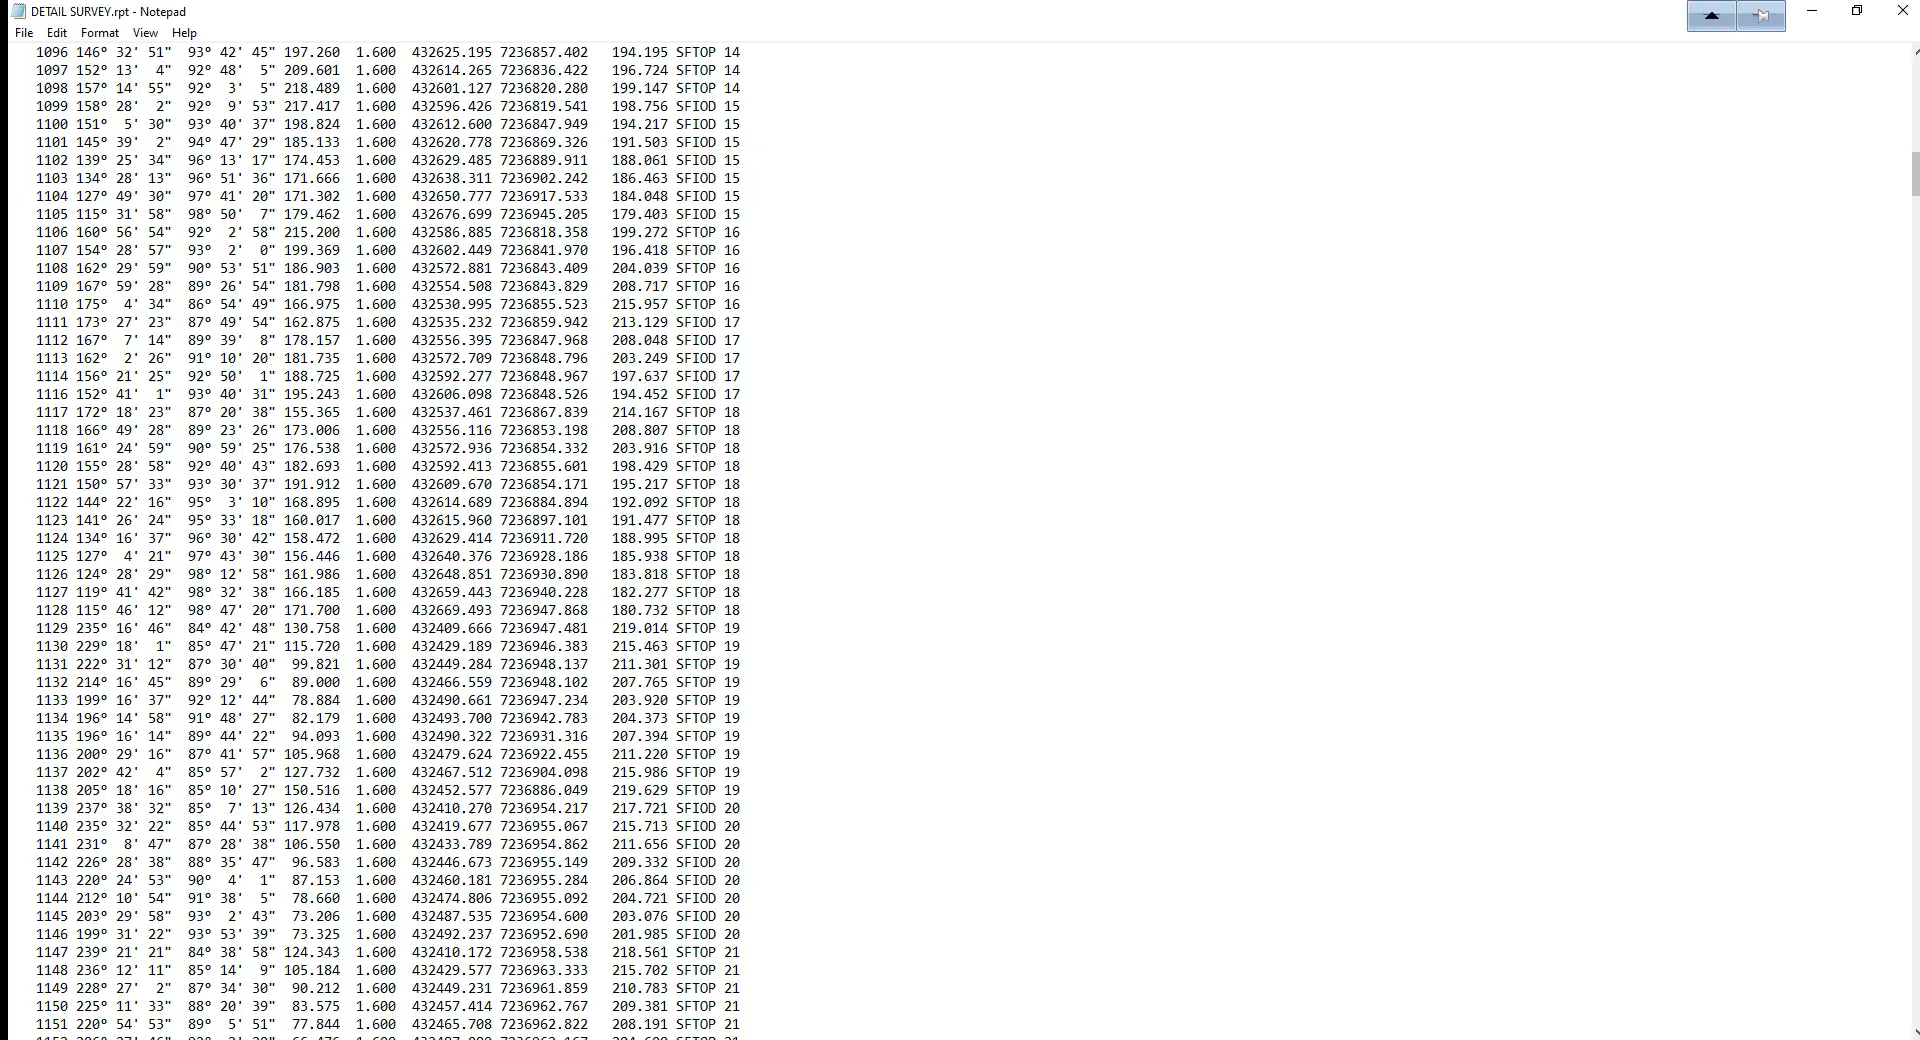 DETAIL SURVEY.rpt - Notepad
File Edit Format View Help
1096 146° 32' 51" 93° 42' 45" 197.260 1.600 432625.195 7236857.402 194.195 SFTOP 14
1097 152° 13' 4" 92° 48' 5" 209.601 1.600 432614.265 7236836.422 196.724 SFTOP 14
1098 157° 14' 55" 92° 3' 5" 218.489 1.600 432601.127 7236820.280 199.147 SFTOP 14
1099 158° 28' 2" 92° 9' 53" 217.417 1.600 432596.426 7236819.541 198.756 SFIOD 15
1100 151° 5' 30" 93° 40' 37" 198.824 1.600 432612.600 7236847.949 194.217 SFIOD 15
1101 145° 39' 2" 94° 47' 29" 185.133 1.600 432620.778 7236869.326 191.503 SFIOD 15
1102 139° 25' 34" 96° 13' 17" 174.453 1.600 432629.485 7236889.911 188.061 SFIOD 15
1103 134° 28' 13" 96° 51' 36" 171.666 1.600 432638.311 7236902.242 186.463 SFIOD 15
1104 127° 49' 30" 97° 41' 20" 171.302 1.600 432650.777 7236917.533 184.048 SFIOD 15
1105 115° 31' 58" 98° 50' 7" 179.462 1.600 432676.699 7236945.205 179.403 SFIOD 15
1106 160° 56' 54" 92° 2' 58" 215.200 1.600 432586.885 7236818.358 199.272 SFTOP 16
1107 154° 28' 57" 93° 2' 0" 199.369 1.600 432602.449 7236841.970 196.418 SFTOP 16
1108 162° 29' 59" 90° 53' 51" 186.903 1.600 432572.881 7236843.409 204.039 SFTOP 16
1109 167° 59' 28" 89° 26' 54" 181.798 1.600 432554.508 7236843.829 208.717 SFTOP 16
1110 175° 4' 34" 86° 54' 49" 166.975 1.600 432530.995 7236855.523 215.957 SFTOP 16
1111 173° 27' 23" 87° 49' 54" 162.875 1.600 432535.232 7236859.942 213.129 SFIOD 17
1112 167° 7' 14" 89° 39' 8" 178.157 1.600 432556.395 7236847.968 208.048 SFIOD 17
1113 162° 2' 26" 91° 10' 20" 181.735 1.600 432572.709 7236848.796 203.249 SFIOD 17
1114 156° 21' 25" 92° 50' 1" 188.725 1.600 432592.277 7236848.967 197.637 SFIOD 17
1116 152° 41' 1" 93° 40' 31" 195.243 1.600 432606.098 7236848.526 194.452 SFIOD 17
1117 172° 18' 23" 87° 20' 38" 155.365 1.600 432537.461 7236867.839 214.167 SFTOP 18
1118 166° 49' 28" 89° 23' 26" 173.006 1.600 432556.116 7236853.198 208.807 SFTOP 18
1119 161° 24' 59" 90° 59' 25" 176.538 1.600 432572.936 7236854.332 203.916 SFTOP 18
1120 155° 28' 58" 92° 40' 43" 182.693 1.600 432592.413 7236855.601 198.429 SFTOP 18
1121 150° 57' 33" 93° 30' 37" 191.912 1.600 432609.670 7236854.171 195.217 SFTOP 18
1122 144° 22' 16" 95° 3' 10" 168.895 1.600 432614.689 7236884.894 192.092 SFTOP 18
1123 141° 26' 24" 95° 33' 18" 160.017 1.600 432615.960 7236897.101 191.477 SFTOP 18
1124 134° 16' 37" 96° 30' 42" 158.472 1.600 432629.414 7236911.720 188.995 SFTOP 18
1125 127° 4' 21" 97° 43' 30" 156.446 1.600 432640.376 7236928.186 185.938 SFTOP 18
1126 124° 28' 29" 98° 12' 58" 161.986 1.600 432648.851 7236930.890 183.818 SFTOP 18
1127 119° 41' 42" 98° 32' 38" 166.185 1.600 432659.443 7236940.228 182.277 SFTOP 18
1128 115° 46' 12" 98° 47' 20" 171.700 1.600 432669.493 7236947.868 180.732 SFTOP 18
1129 235° 16' 46" 84° 42' 48" 130.758 1.600 432409.666 7236947.481 219.014 SFTOP 19
1130 229° 18' 1" 85° 47' 21" 115.720 1.600 432429.189 7236946.383 215.463 SFTOP 19
1131 222° 31' 12" 87° 30' 40" 99.821 1.600 432449.284 7236948.137 211.301 SFTOP 19
1132 214° 16' 45" 89° 29' 6" 89.000 1.600 432466.559 7236948.102 207.765 SFTOP 19
1133 199° 16' 37" 92° 12' 44" 78.884 1.600 432490.661 7236947.234 203.920 SFTOP 19
1134 196° 14' 58" 91° 48' 27" 82.179 1.600 432493.700 7236942.783 204.373 SFTOP 19
1135 196° 16' 14" 89° 44' 22" 94.093 1.600 432490.322 7236931.316 207.394 SFTOP 19
1136 200° 29' 16" 87° 41' 57" 105.968 1.600 432479.624 7236922.455 211.220 SFTOP 19
1137 202° 42' 4" 85° 57' 2" 127.732 1.600 432467.512 7236904.098 215.986 SFTOP 19
1138 205° 18' 16" 85° 10' 27" 150.516 1.600 432452.577 7236886.049 219.629 SFTOP 19
1139 237° 38' 32" 85° 7' 13" 126.434 1.600 432410.270 7236954.217 217.721 SFIOD 20
1140 235° 32' 22" 85° 44' 53" 117.978 1.600 432419.677 7236955.067 215.713 SFIOD 20
1141 231° 8' 47" 87° 28' 38" 106.550 1.600 432433.789 7236954.862 211.656 SFIOD 20
1142 226° 28' 38" 88° 35' 47" 96.583 1.600 432446.673 7236955.149 209.332 SFIOD 20
1143 220° 24' 53" 90° 4' 1" 87.153 1.600 432460.181 7236955.284 206.864 SFIOD 20
1144 212° 10' 54" 91° 38' 5" 78.660 1.600 432474.806 7236955.092 204.721 SFIOD 20
1145 203° 29' 58" 93° 2' 43" 73.206 1.600 432487.535 7236954.600 203.076 SFIOD 20
1146 199° 31' 22" 93° 53' 39" 73.325 1.600 432492.237 7236952.690 201.985 SFIOD 20
1147 239° 21' 21" 84° 38' 58" 124.343 1.600 432410.172 7236958.538 218.561 SFTOP 21
1148 236° 12' 11" 85° 14' 9" 105.184 1.600 432429.577 7236963.333 215.702 SFTOP 21
1149 228° 27' 2" 87° 34' 30" 90.212 1.600 432449.231 7236961.859 210.783 SFTOP 21
1150 225° 11' 33" 88° 20' 39" 83.575 1.600 432457.414 7236962.767 209.381 SFTOP 21
1151 220° 54' 53" 89° 5' 51" 77.844 1.600 432465.708 7236962.822 208.191 SFTOP 21